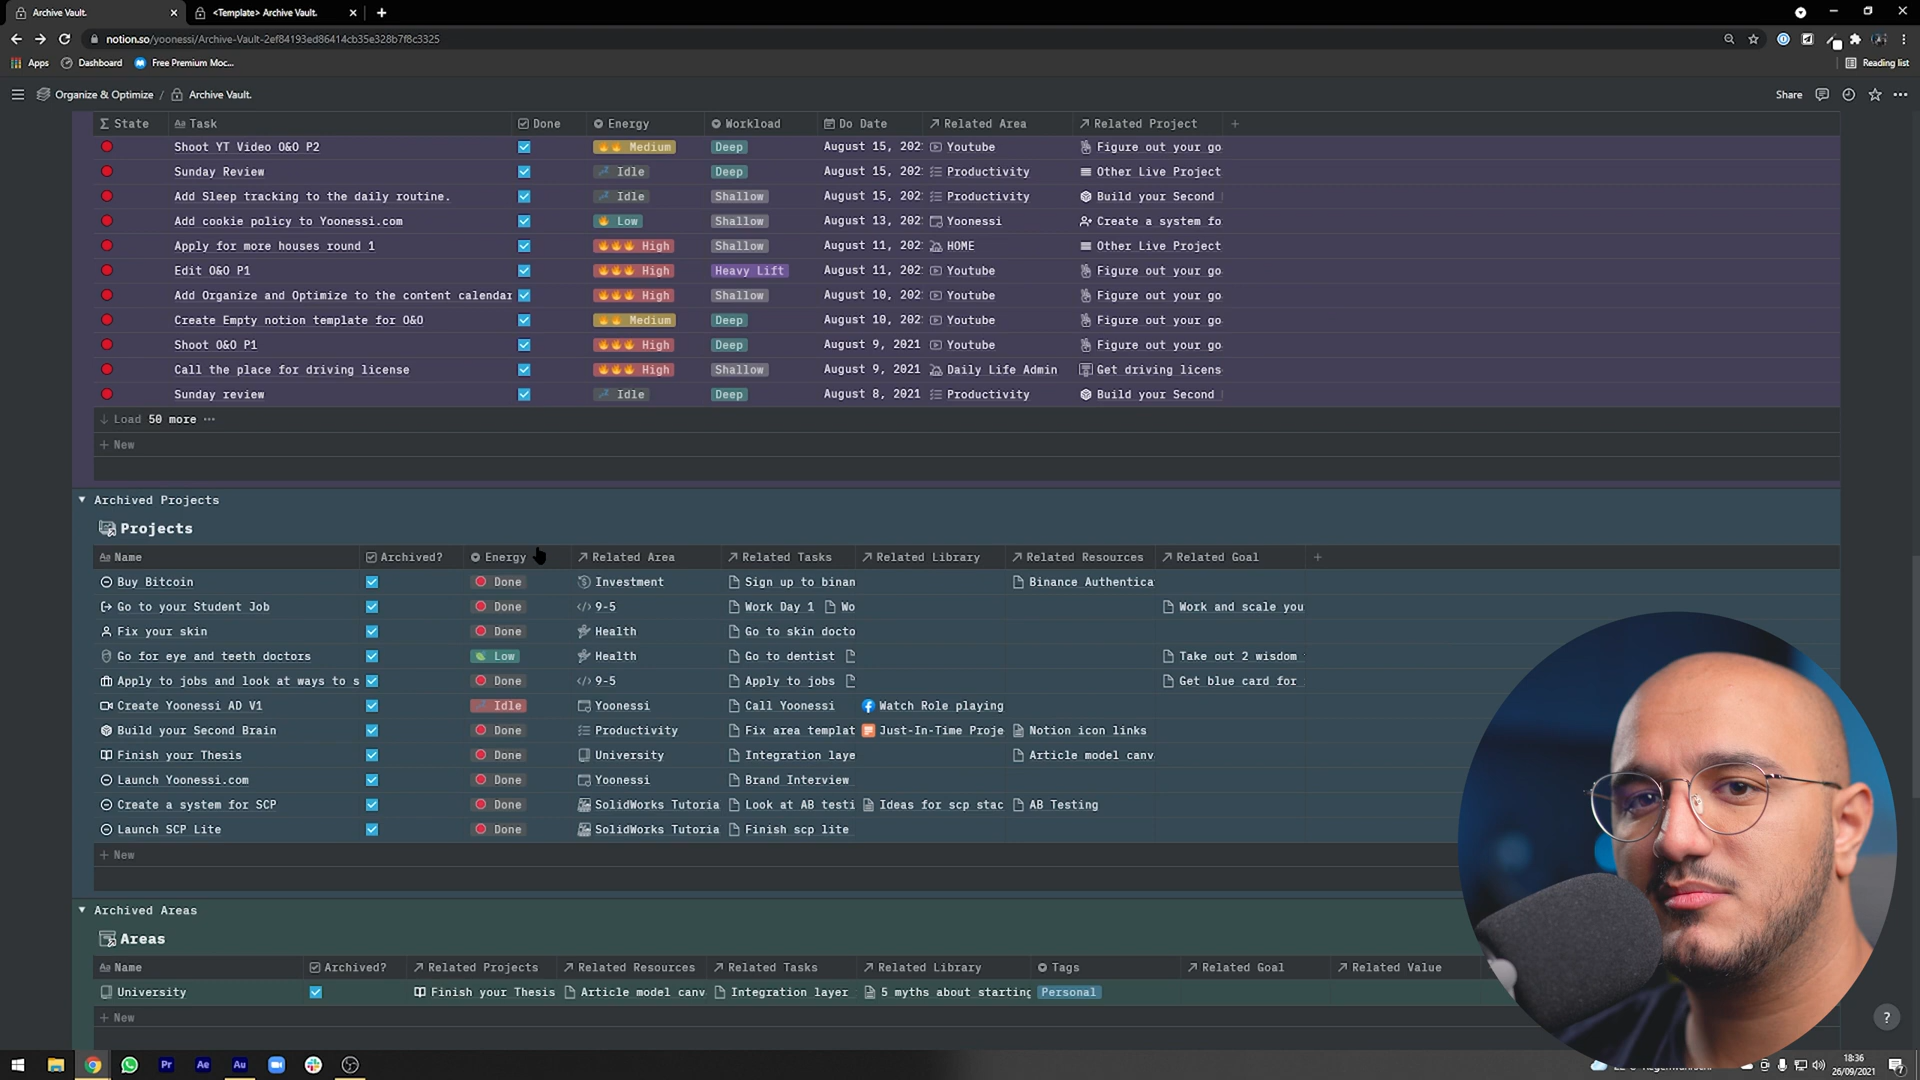 Archive Vault.
<Template> Archive Vault.
notion.so/yoonessi/Archive-Vault-2ef84193ed86414cb35e328b7f8c3325
Apps Dashboard Free Premium Moc...
Reading list
Organize & Optimize / Archive Vault.
Share
State Task Done Energy Workload Do Date Related Area Related Project
Shoot YT Video O&O P2 Medium Deep August 15, 202 Youtube Figure out your go
Sunday Review Idle Deep August 15, 202 Productivity Other Live Project
Add Sleep tracking to the daily routine. Idle Shallow August 15, 202 Productivity Build your Second
Add cookie policy to Yoonessi.com Low Shallow August 13, 202 Yoonessi Create a system fo
Apply for more houses round 1 High Shallow August 11, 202 HOME Other Live Project
Edit O&O P1 High Heavy Lift August 11, 202 Youtube Figure out your go
Add Organize and Optimize to the content calendar High Shallow August 10, 202 Youtube Figure out your go
Create Empty notion template for O&O Medium Deep August 10, 202 Youtube Figure out your go
Shoot O&O P1 High Deep August 9, 2021 Youtube Figure out your go
Call the place for driving license High Shallow August 9, 2021 Daily Life Admin Get driving licens
Sunday review Idle Deep August 8, 2021 Productivity Build your Second
Load 50 more ...
+ New
Archived Projects
Projects
Name Archived? Energy Related Area Related Tasks Related Library Related Resources Related Goal
Buy Bitcoin Done Investment Sign up to binan Binance Authentica
Go to your Student Job Done 9-5 Work Day 1 Wo Work and scale you
Fix your skin Done Health Go to skin docto
Go for eye and teeth doctors Low Health Go to dentist Take out 2 wisdom
Apply to jobs and look at ways to s Done 9-5 Apply to jobs Get blue card for
Create Yoonessi AD V1 Idle Yoonessi Call Yoonessi Watch Role playing
Build your Second Brain Done Productivity Fix area templat Just-In-Time Proje Notion icon links
Finish your Thesis Done University Integration laye Article model canv
Launch Yoonessi.com Done Yoonessi Brand Interview
Create a system for SCP Done SolidWorks Tutoria Look at AB testi Ideas for scp stac AB Testing
Launch SCP Lite Done SolidWorks Tutoria Finish scp lite
+ New
Archived Areas
Areas
Name Archived? Related Projects Related Resources Related Tasks Related Library Tags Related Goal Related Value
University Finish your Thesis Article model canv Integration layer 5 myths about starting Personal
+ New
?
Pr Ae Au
18:36
26/09/2021